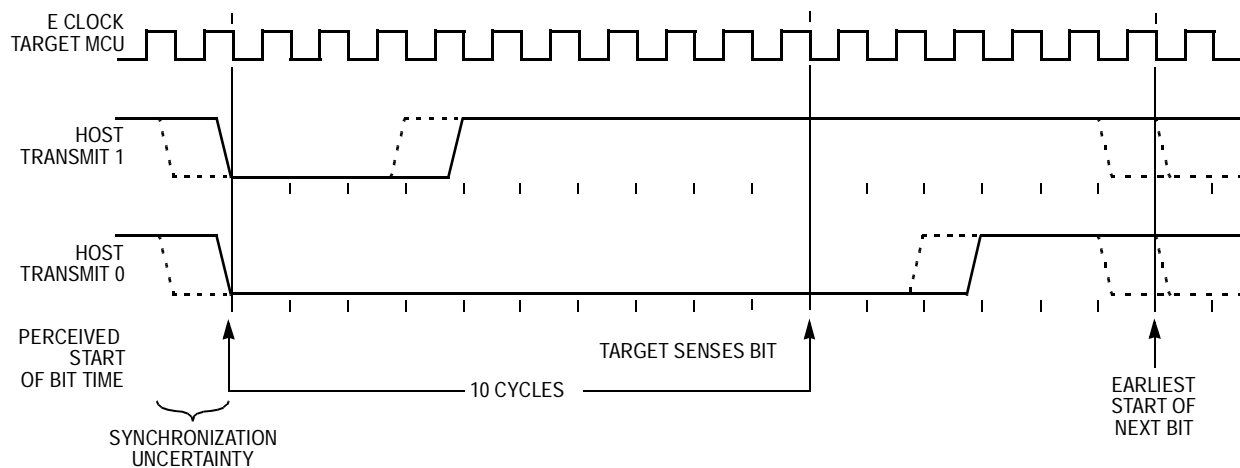 E CLOCK
TARGET MCU
HOST
TRANSMIT 1
HOST
TRANSMIT 0
PERCEIVED
START
OF BIT TIME
TARGET SENSES BIT
10 CYCLES
EARLIEST
START OF
NEXT BIT
SYNCHRONIZATION
UNCERTAINTY